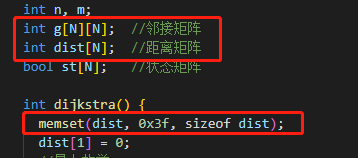 int n, m;
int g[N][N];  //邻接矩阵
int dist[N];  //距离矩阵
bool st[N];   //状态矩阵
int dijkstra() {
memset(dist, 0x3f, sizeof dist);
dist[1] = 0;